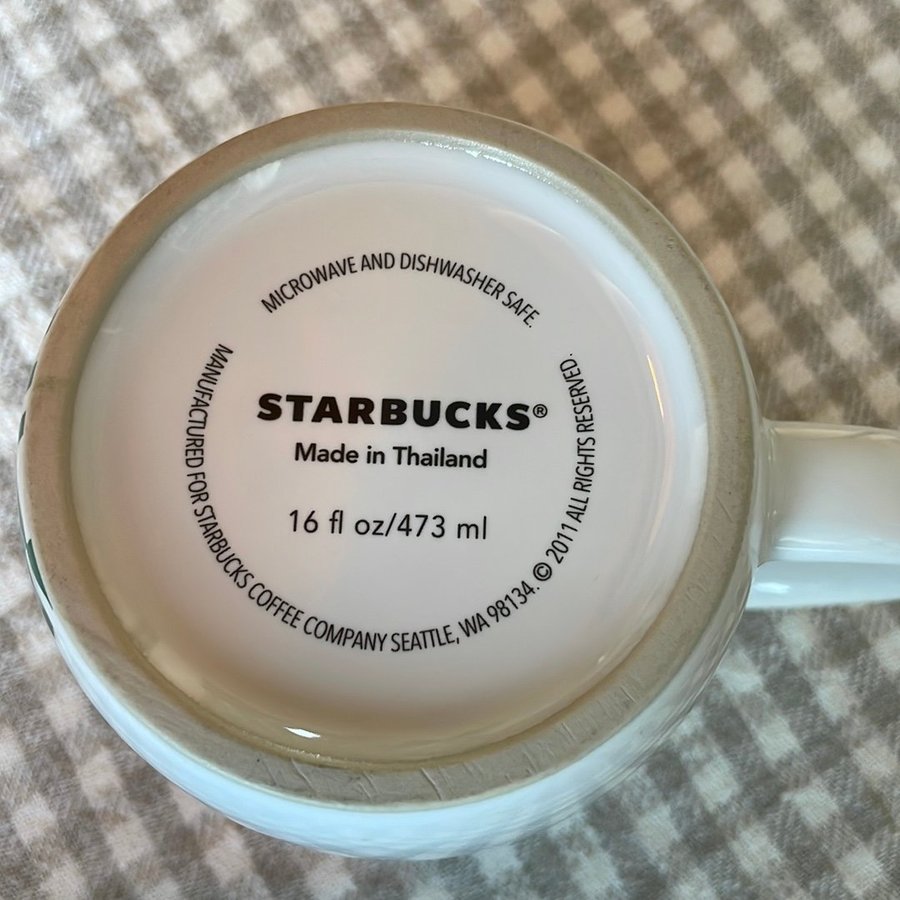 MICROWAVE AND DISHWASHER SAFE.
STARBUCKS®
Made in Thailand
16 fl oz/473 ml
MANUFACTURED FOR STARBUCKS COFFEE COMPANY SEATTLE, WA 98134. © 2011 ALL RIGHTS RESERVED.